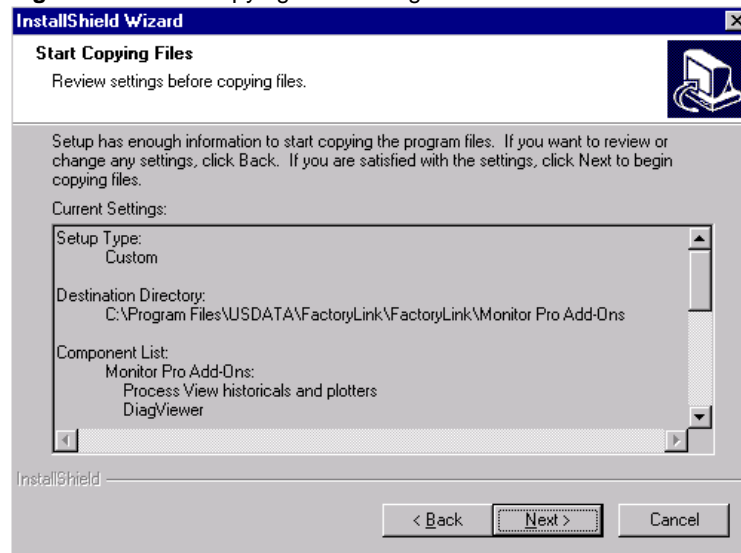 InstallShield Wizard
Start Copying Files
Review settings before copying files.
Setup has enough information to start copying the program files. If you want to review or
change any settings, click Back. If you are satisfied with the settings, click Next to begin
copying files.
Current Settings:
Setup Type:
Custom
Destination Directory:
C:\Program Files\USDATA\FactoryLink\FactoryLink\Monitor Pro Add-Ons
Component List:
Monitor Pro Add-Ons:
Process View historicals and plotters
DiagViewer
InstallShield
< Back Next > Cancel